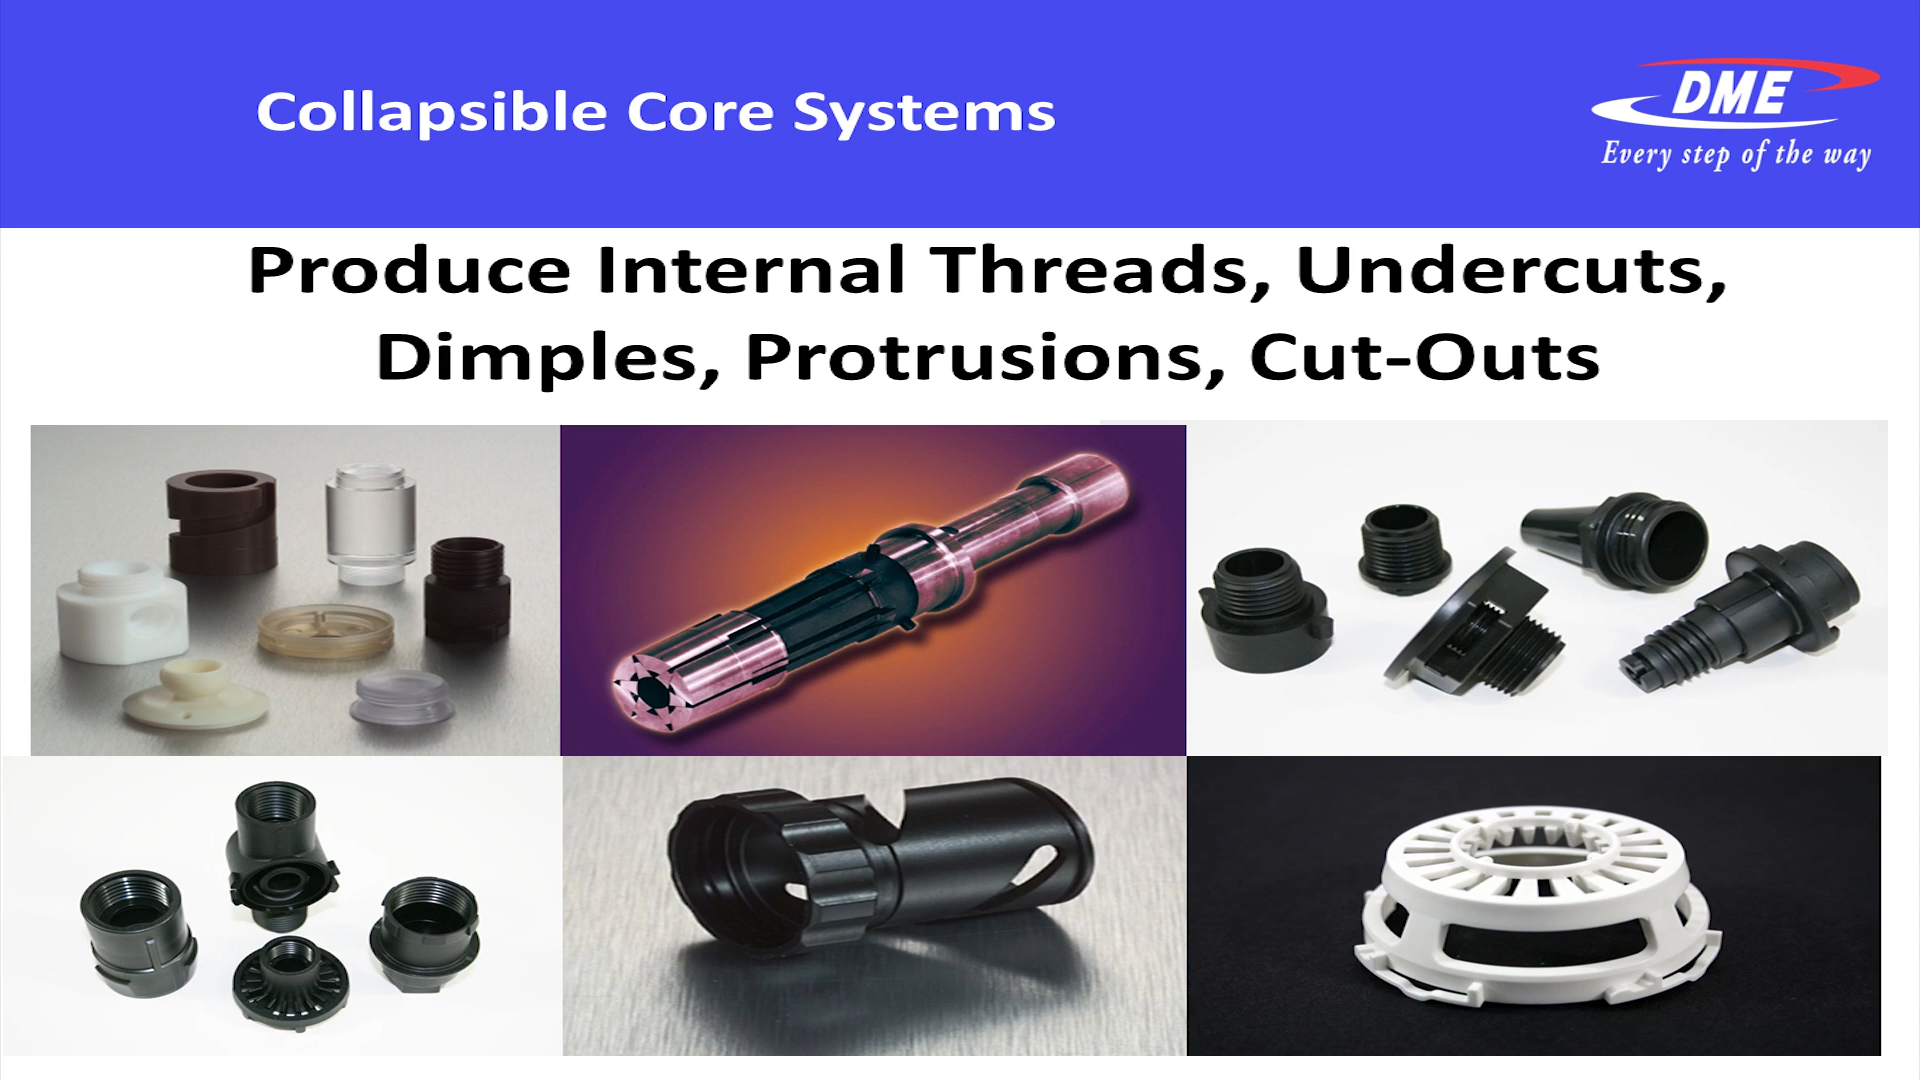 Collapsible Core Systems
DME
Every step of the way
Produce Internal Threads, Undercuts,
Dimples, Protrusions, Cut-Outs